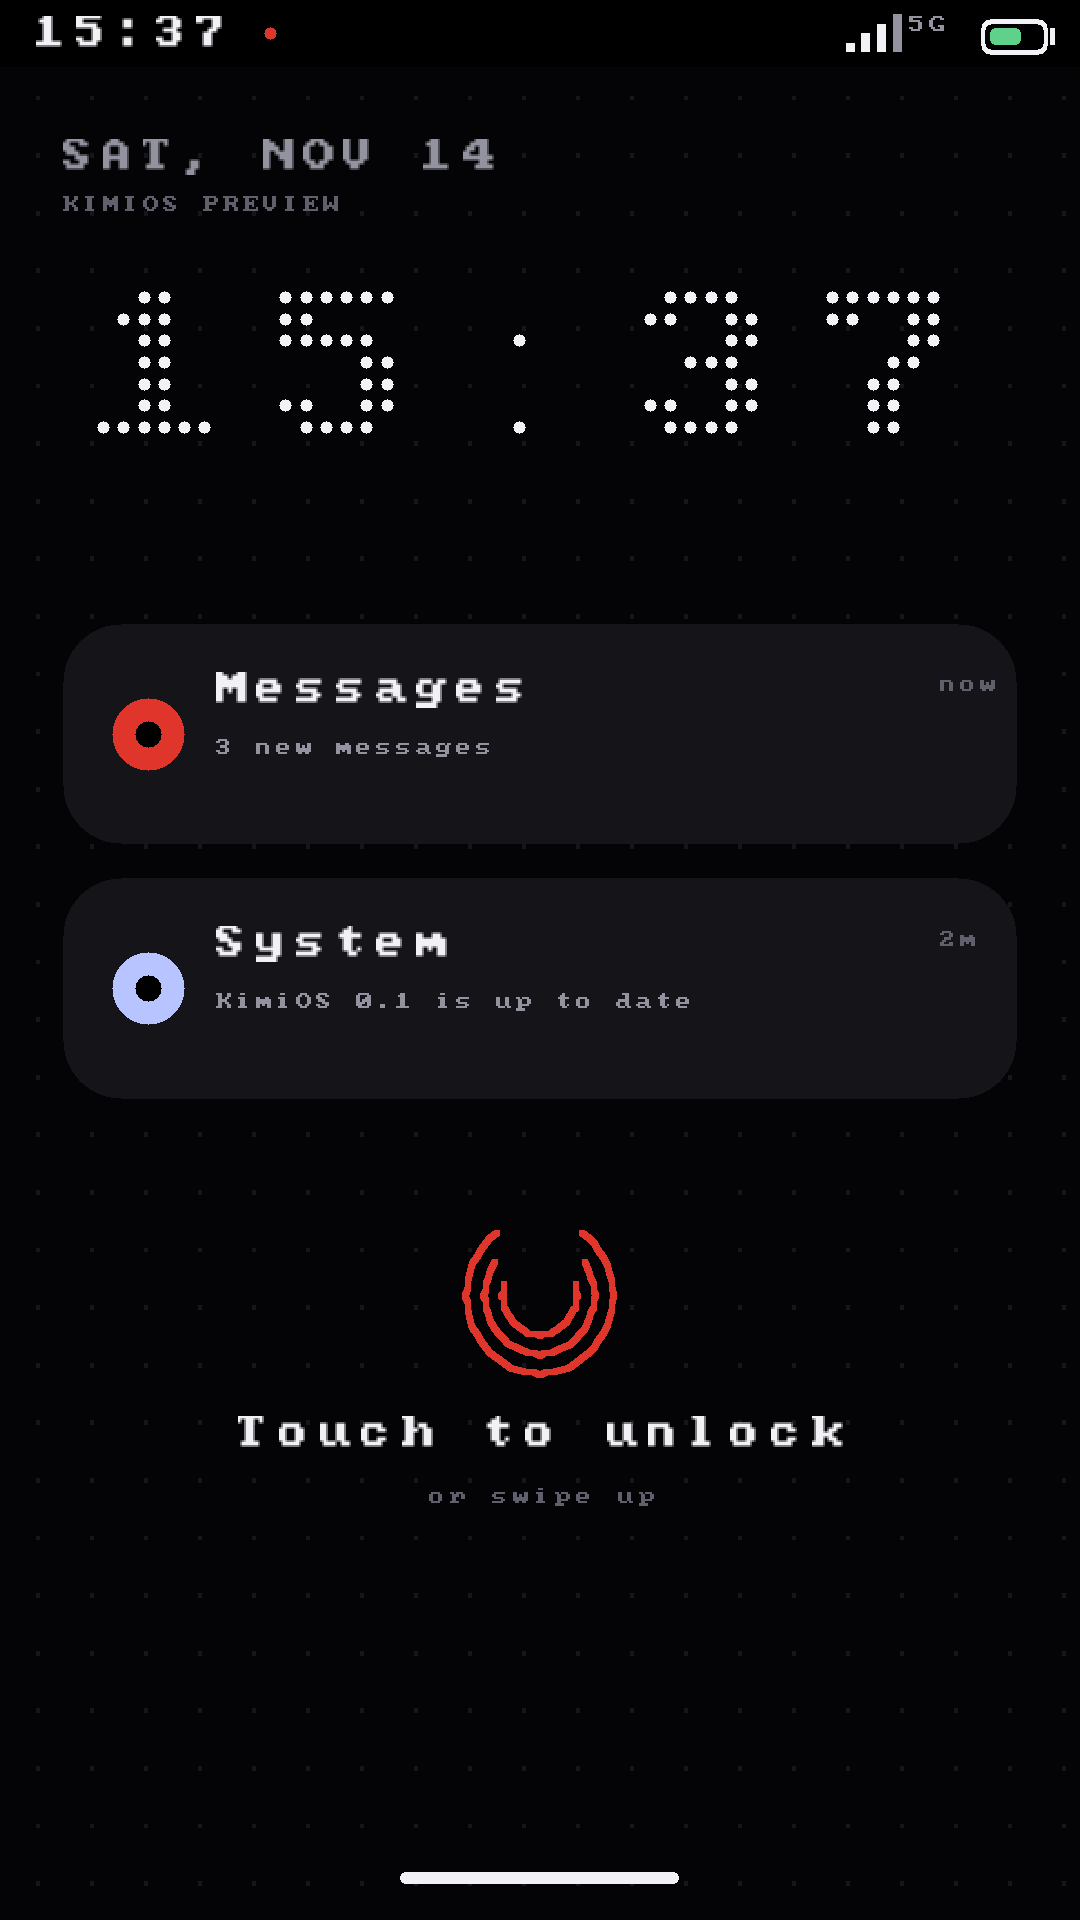 15:37
5G
SAT, NOV 14
KIMIOS PREVIEW
15:37
Messages
now
3 new messages
System
2m
KimiOS 0.1 is up to date
Touch to unlock
or swipe up